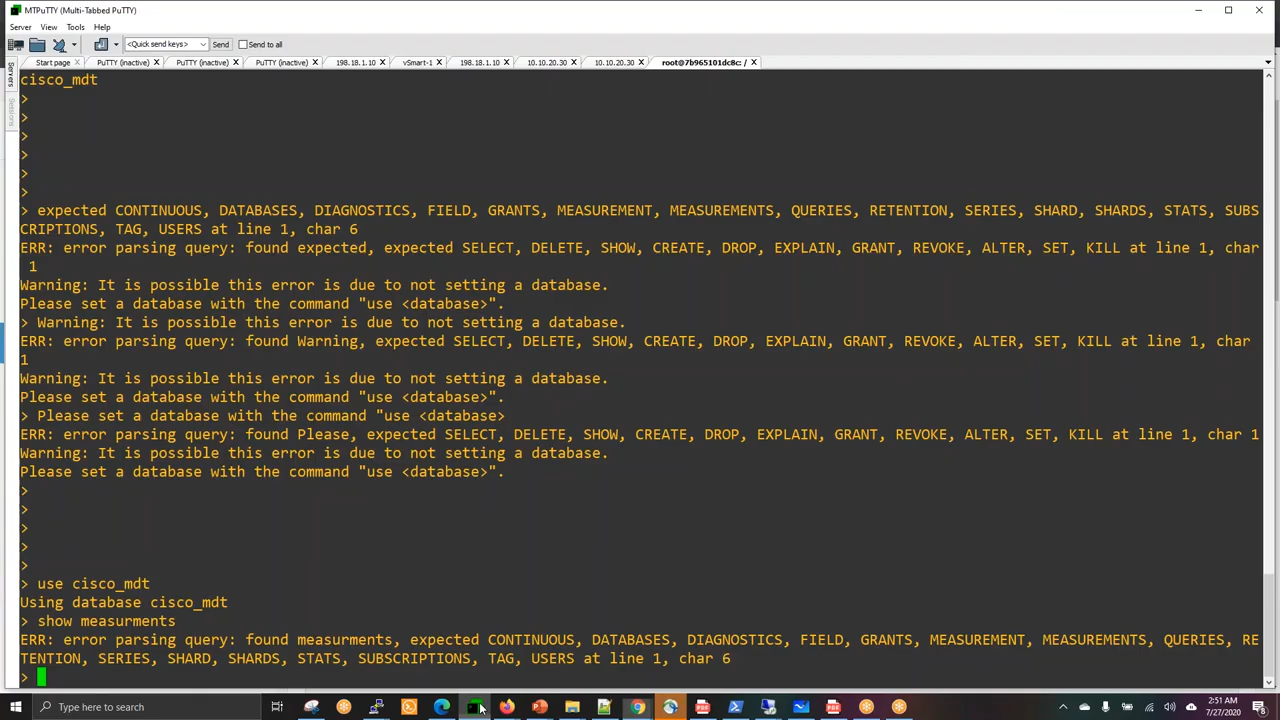 MTPuTTY (Multi-Tabbed PuTTY)
Server View Tools Help
<Quick send keys> Send Send to all
Start page PuTTY (inactive) PuTTY (inactive) PuTTY (inactive) 198.18.1.10 vSmart-1 198.18.1.10 10.10.20.30 10.10.20.30 root@7b965101dc8c: /
Servers
Sessions
cisco_mdt
>
>
>
>
>
>
> expected CONTINUOUS, DATABASES, DIAGNOSTICS, FIELD, GRANTS, MEASUREMENT, MEASUREMENTS, QUERIES, RETENTION, SERIES, SHARD, SHARDS, STATS, SUBS
CRIPTIONS, TAG, USERS at line 1, char 6
ERR: error parsing query: found expected, expected SELECT, DELETE, SHOW, CREATE, DROP, EXPLAIN, GRANT, REVOKE, ALTER, SET, KILL at line 1, char
1
Warning: It is possible this error is due to not setting a database.
Please set a database with the command "use <database>".
> Warning: It is possible this error is due to not setting a database.
ERR: error parsing query: found Warning, expected SELECT, DELETE, SHOW, CREATE, DROP, EXPLAIN, GRANT, REVOKE, ALTER, SET, KILL at line 1, char
1
Warning: It is possible this error is due to not setting a database.
Please set a database with the command "use <database>".
> Please set a database with the command "use <database>
ERR: error parsing query: found Please, expected SELECT, DELETE, SHOW, CREATE, DROP, EXPLAIN, GRANT, REVOKE, ALTER, SET, KILL at line 1, char 1
Warning: It is possible this error is due to not setting a database.
Please set a database with the command "use <database>".
>
>
>
>
>
> use cisco_mdt
Using database cisco_mdt
> show measurments
ERR: error parsing query: found measurments, expected CONTINUOUS, DATABASES, DIAGNOSTICS, FIELD, GRANTS, MEASUREMENT, MEASUREMENTS, QUERIES, RE
TENTION, SERIES, SHARD, SHARDS, STATS, SUBSCRIPTIONS, TAG, USERS at line 1, char 6
>
Type here to search
2:51 AM
7/27/2020